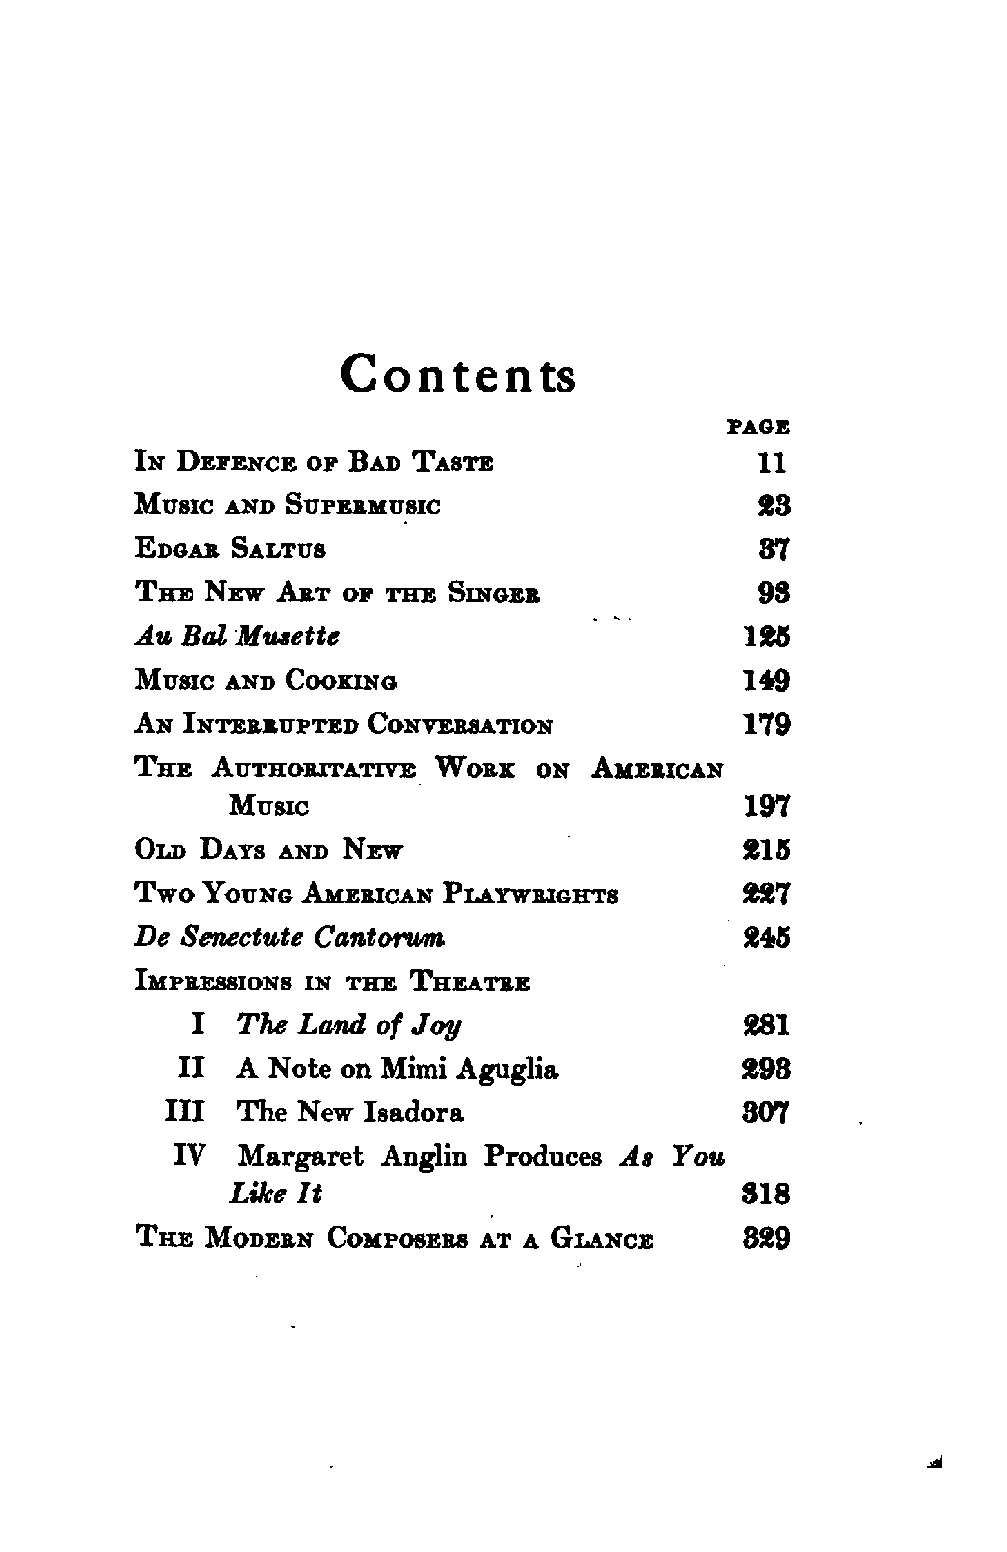 Contents
PAGE
In Defence of Bad Taste 11
Music and Supermusic 23
Edgar Saltus 37
The New Art of the Singer 93
Au Bal Musette 125
Music and Cooking 149
An Interrupted Conversation 179
The Authoritative Work on American
Music 197
Old Days and New 215
Two Young American Playwrights 227
De Senectute Cantorum 245
Impressions in the Theatre
I The Land of Joy 281
II A Note on Mimi Aguglia 293
III The New Isadora 307
IV Margaret Anglin Produces As You
Like It 318
The Modern Composers at a Glance 329